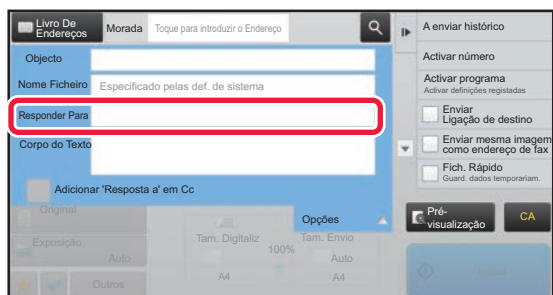 Livro De
Endereços
Morada
Toque para introduzir o Endereço
A enviar histórico
Objecto
Activar número
Nome Ficheiro
Especificado pelas def. de sistema
Activar programa
Activar definições registadas
Responder Para
Enviar
Ligação de destino
Corpo do Texto
Enviar mesma imagem
como endereço de fax
Fich. Rápido
Guard. dados temporariam.
Adicionar 'Resposta a' em Cc
Original
Opções
Pré-
visualização
CA
Exposição
Auto
Tam. Digitaliz
100%
Tam. Envio
Auto
A4
A4
Outros
Iniciar